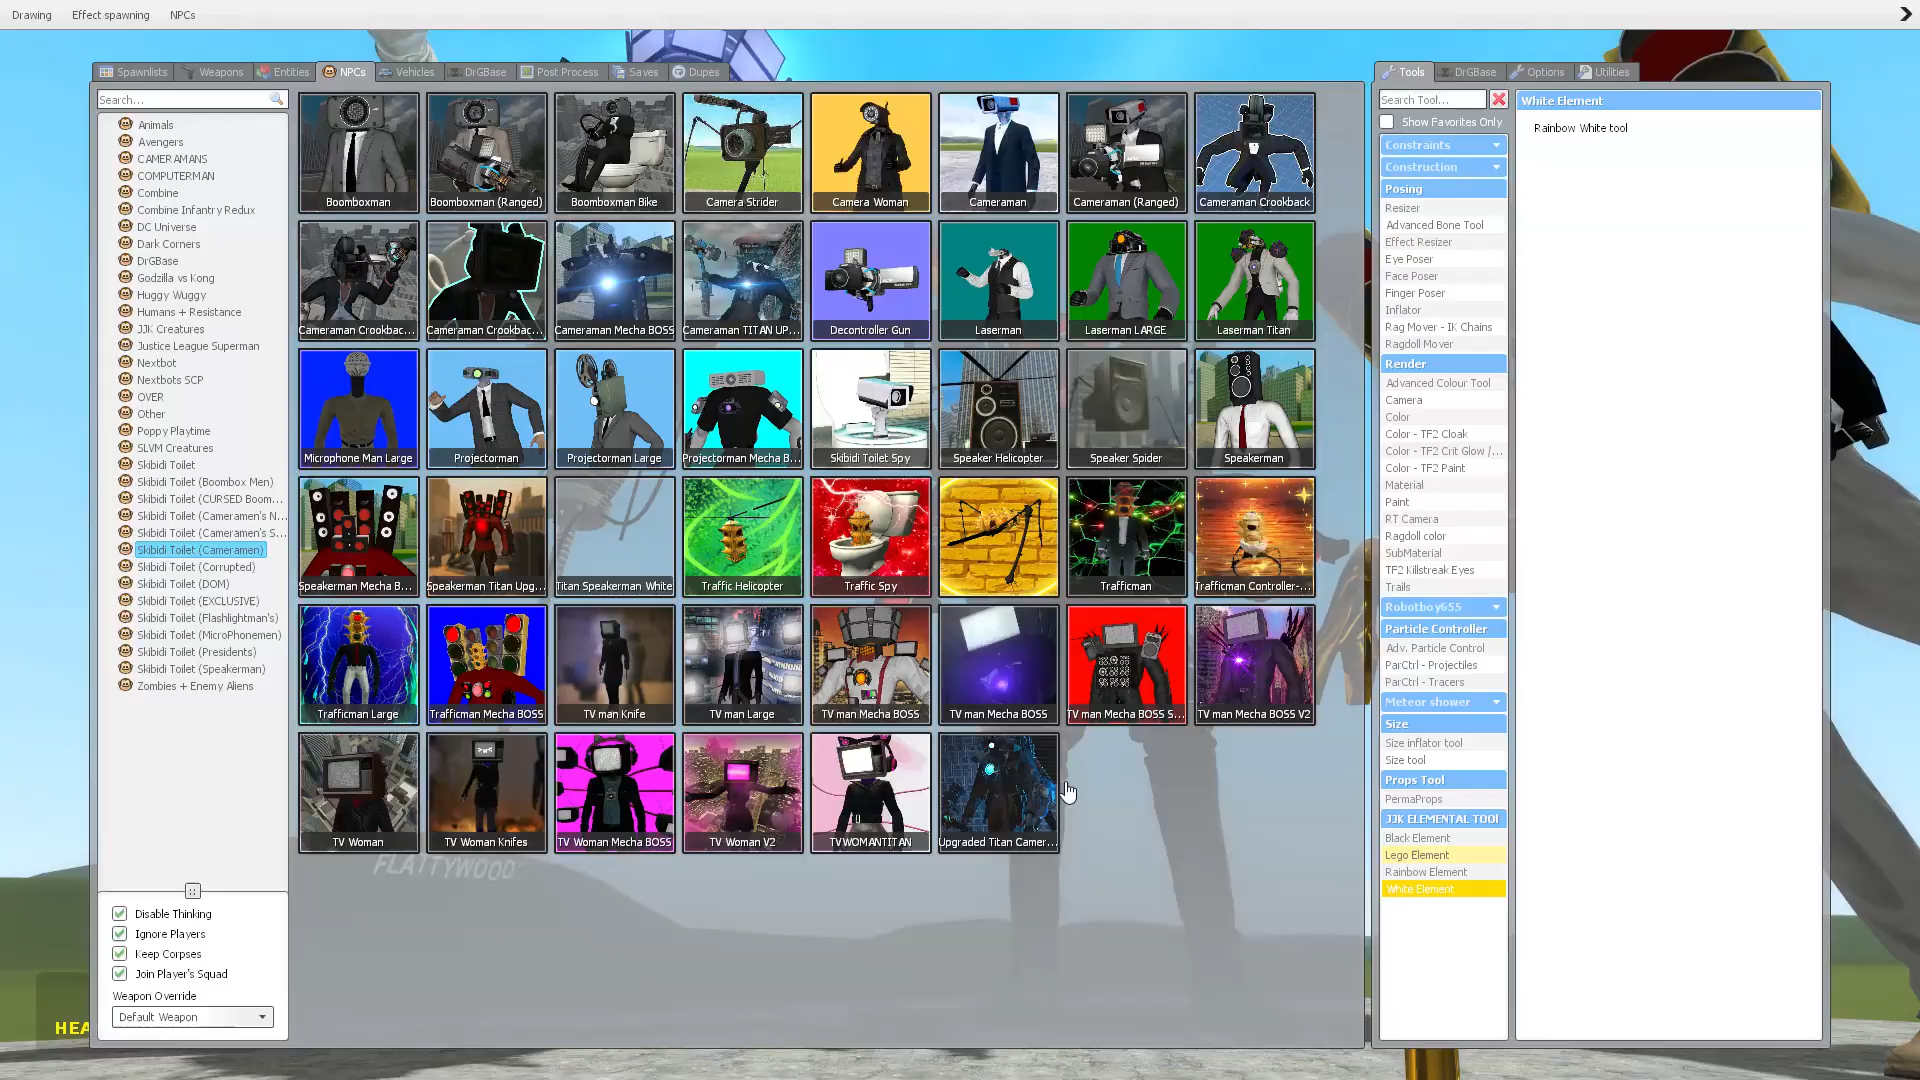 Drawing Effect spawning NPCs
Spawnlists Weapons Entities NPCs Vehicles DrGBase Post Process Saves Dupes
Search...
Animals
Avengers
CAMERAMANS
COMPUTERMAN
Combine
Combine Infantry Redux
DC Universe
Dark Corners
DrGBase
Godzilla vs Kong
Huggy Wuggy
Humans + Resistance
JJK Creatures
Justice League Superman
Nextbot
Nextbots SCP
OVER
Other
Poppy Playtime
SLVM Creatures
Skibidi Toilet
Skibidi Toilet (Boombox Men)
Skibidi Toilet (CURSED Boom...
Skibidi Toilet (Cameramen's N...
Skibidi Toilet (Cameramen's S...
Skibidi Toilet (Cameramen)
Skibidi Toilet (Corrupted)
Skibidi Toilet (DOM)
Skibidi Toilet (EXCLUSIVE)
Skibidi Toilet (Flashlightman's)
Skibidi Toilet (MicroPhonemen)
Skibidi Toilet (Presidents)
Skibidi Toilet (Speakerman)
Zombies + Enemy Aliens
Disable Thinking
Ignore Players
Keep Corpses
Join Player's Squad
Weapon Override
Default Weapon
HEA
Boomboxman Boomboxman (Ranged) Boomboxman Bike Camera Strider Camera Woman Cameraman Cameraman (Ranged) Cameraman Crookback
Cameraman Crookbac... Cameraman Crookbac... Cameraman Mecha BOSS Cameraman TITAN UP... Decontroller Gun Laserman Laserman LARGE Laserman Titan
Microphone Man Large Projectorman Projectorman Large Projectorman Mecha B... Skibidi Toilet Spy Speaker Helicopter Speaker Spider Speakerman
Speakerman Mecha B... Speakerman Titan Upg... Titan Speakerman White Traffic Helicopter Traffic Spy Trafficman Trafficman Controller-...
Trafficman Large Trafficman Mecha BOSS TV man Knife TV man Large TV man Mecha BOSS TV man Mecha BOSS TV man Mecha BOSS S... TV man Mecha BOSS V2
TV Woman TV Woman Knifes TV Woman Mecha BOSS TV Woman V2 TVWOMANTITAN Upgraded Titan Camer...
FLATTYWOOD
Tools DrGBase Options Utilities
Search Tool...
Show Favorites Only
Constraints
Construction
Posing
Resizer
Advanced Bone Tool
Effect Resizer
Eye Poser
Face Poser
Finger Poser
Inflator
Rag Mover - IK Chains
Ragdoll Mover
Render
Advanced Colour Tool
Camera
Color
Color - TF2 Cloak
Color - TF2 Crit Glow /...
Color - TF2 Paint
Material
Paint
RT Camera
Ragdoll color
SubMaterial
TF2 Killstreak Eyes
Trails
Robotboy655
Particle Controller
Adv. Particle Control
ParCtrl - Projectiles
ParCtrl - Tracers
Meteor shower
Size
Size inflator tool
Size tool
Props Tool
PermaProps
JJK ELEMENTAL TOOl
Black Element
Lego Element
Rainbow Element
White Element
White Element
Rainbow White tool